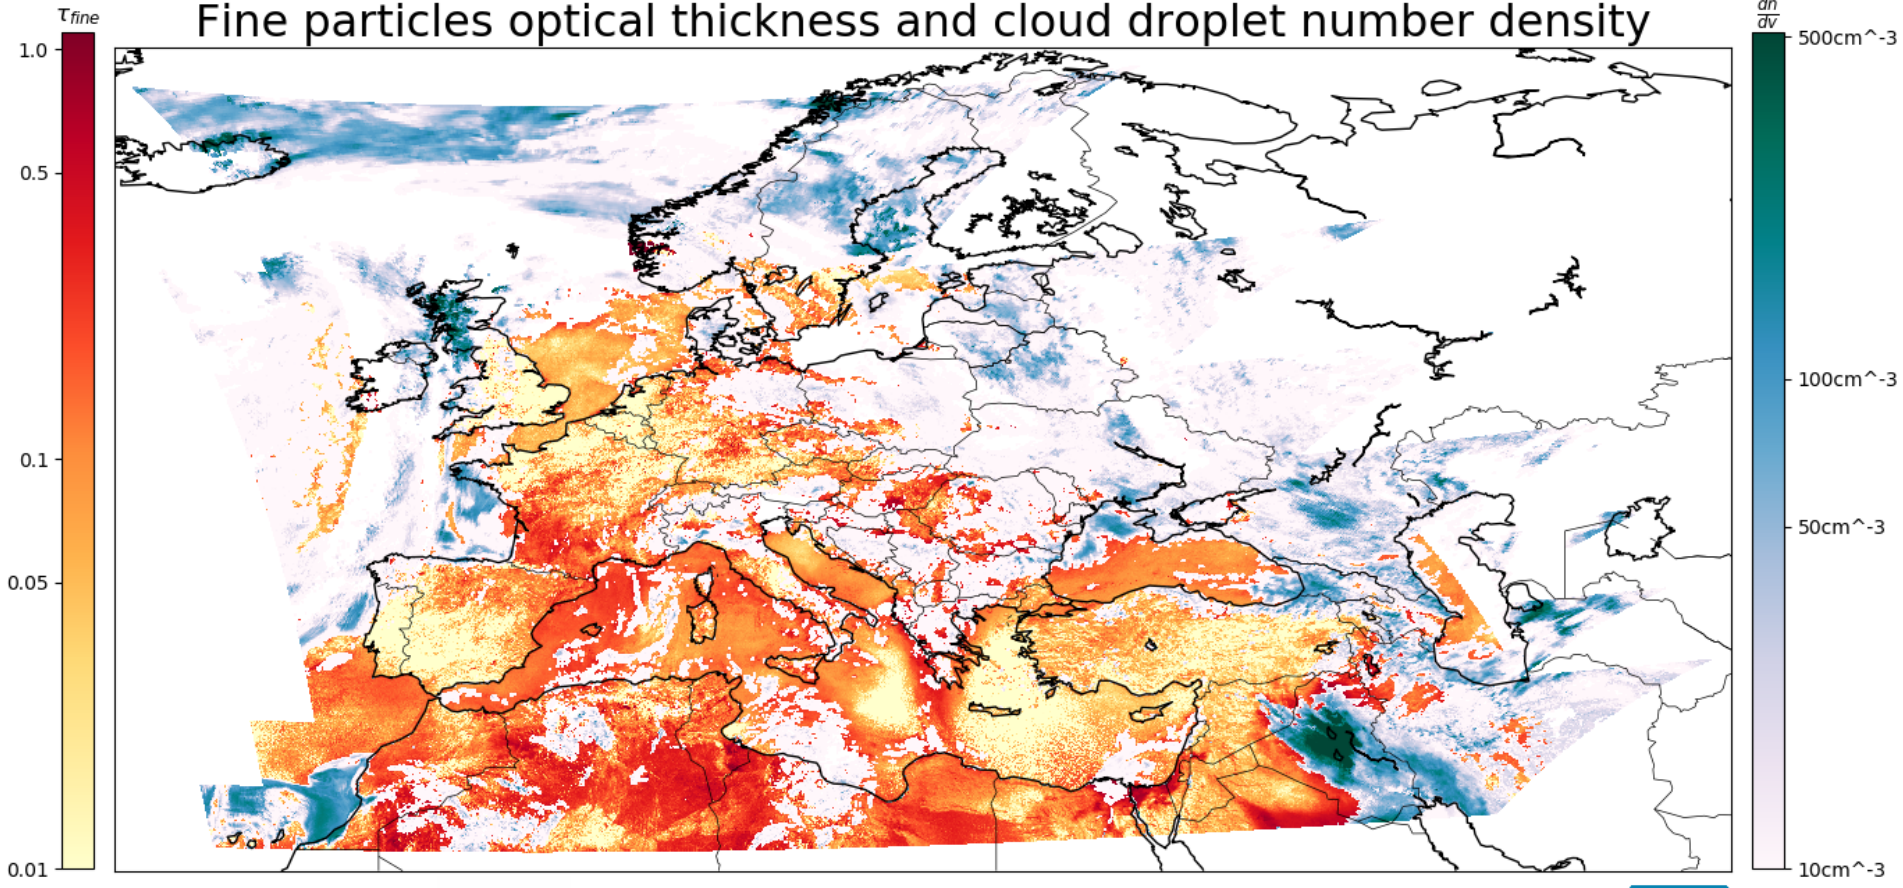 Fine particles optical thickness and cloud droplet number density
τfine
1.0
0.5
0.1
0.05
0.01
dn
dv
500cm^-3
100cm^-3
50cm^-3
10cm^-3